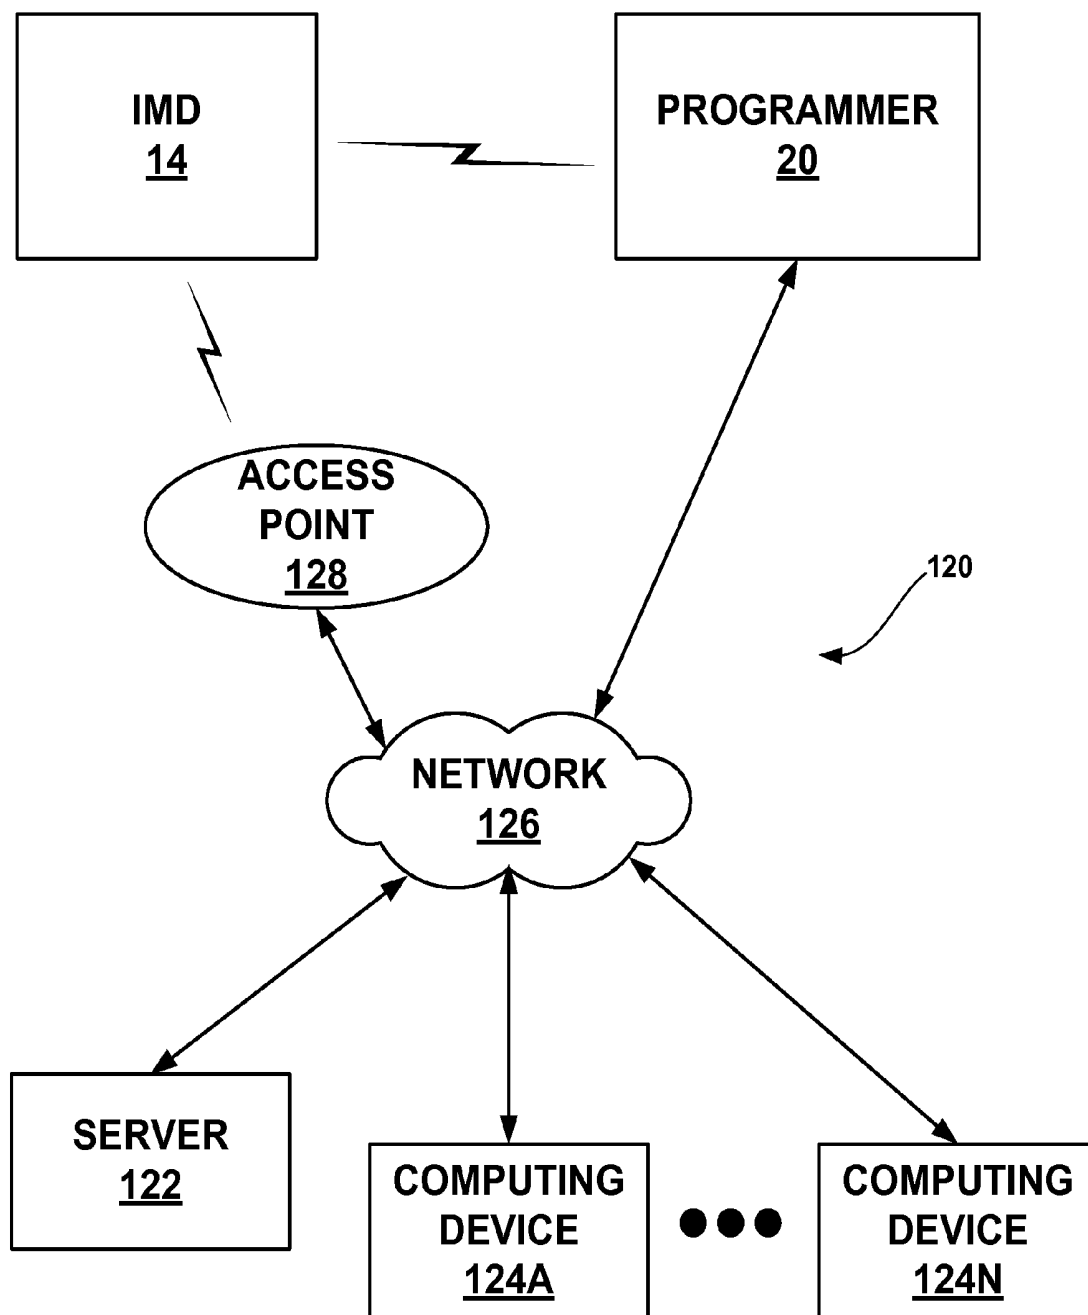 IMD
14
PROGRAMMER
20
ACCESS
POINT
128
120
NETWORK
126
SERVER
122
COMPUTING
DEVICE
124A
COMPUTING
DEVICE
124N